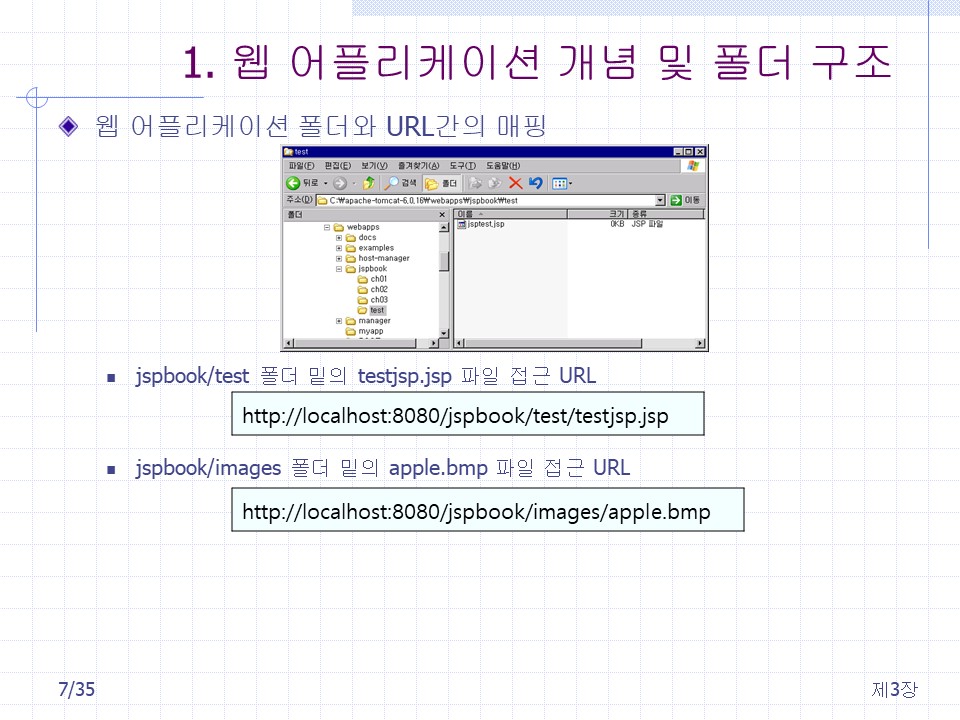 1. 웹 어플리케이션 개념 및 폴더 구조
웹 어플리케이션 폴더와 URL간의 매핑
test
파일(F) 편집(E) 보기(V) 즐겨찾기(A) 도구(T) 도움말(H)
뒤로 검색 폴더
주소(D) C:₩apache-tomcat-6.0.16₩webapps₩jspbook₩test 이동
폴더
이름 크기 종류
jsptest.jsp 0KB JSP 파일
webapps
docs
examples
host-manager
jspbook
ch01
ch02
ch03
test
manager
myapp
jspbook/test 폴더 밑의 testjsp.jsp 파일 접근 URL
http://localhost:8080/jspbook/test/testjsp.jsp
jspbook/images 폴더 밑의 apple.bmp 파일 접근 URL
http://localhost:8080/jspbook/images/apple.bmp
7/35
제3장